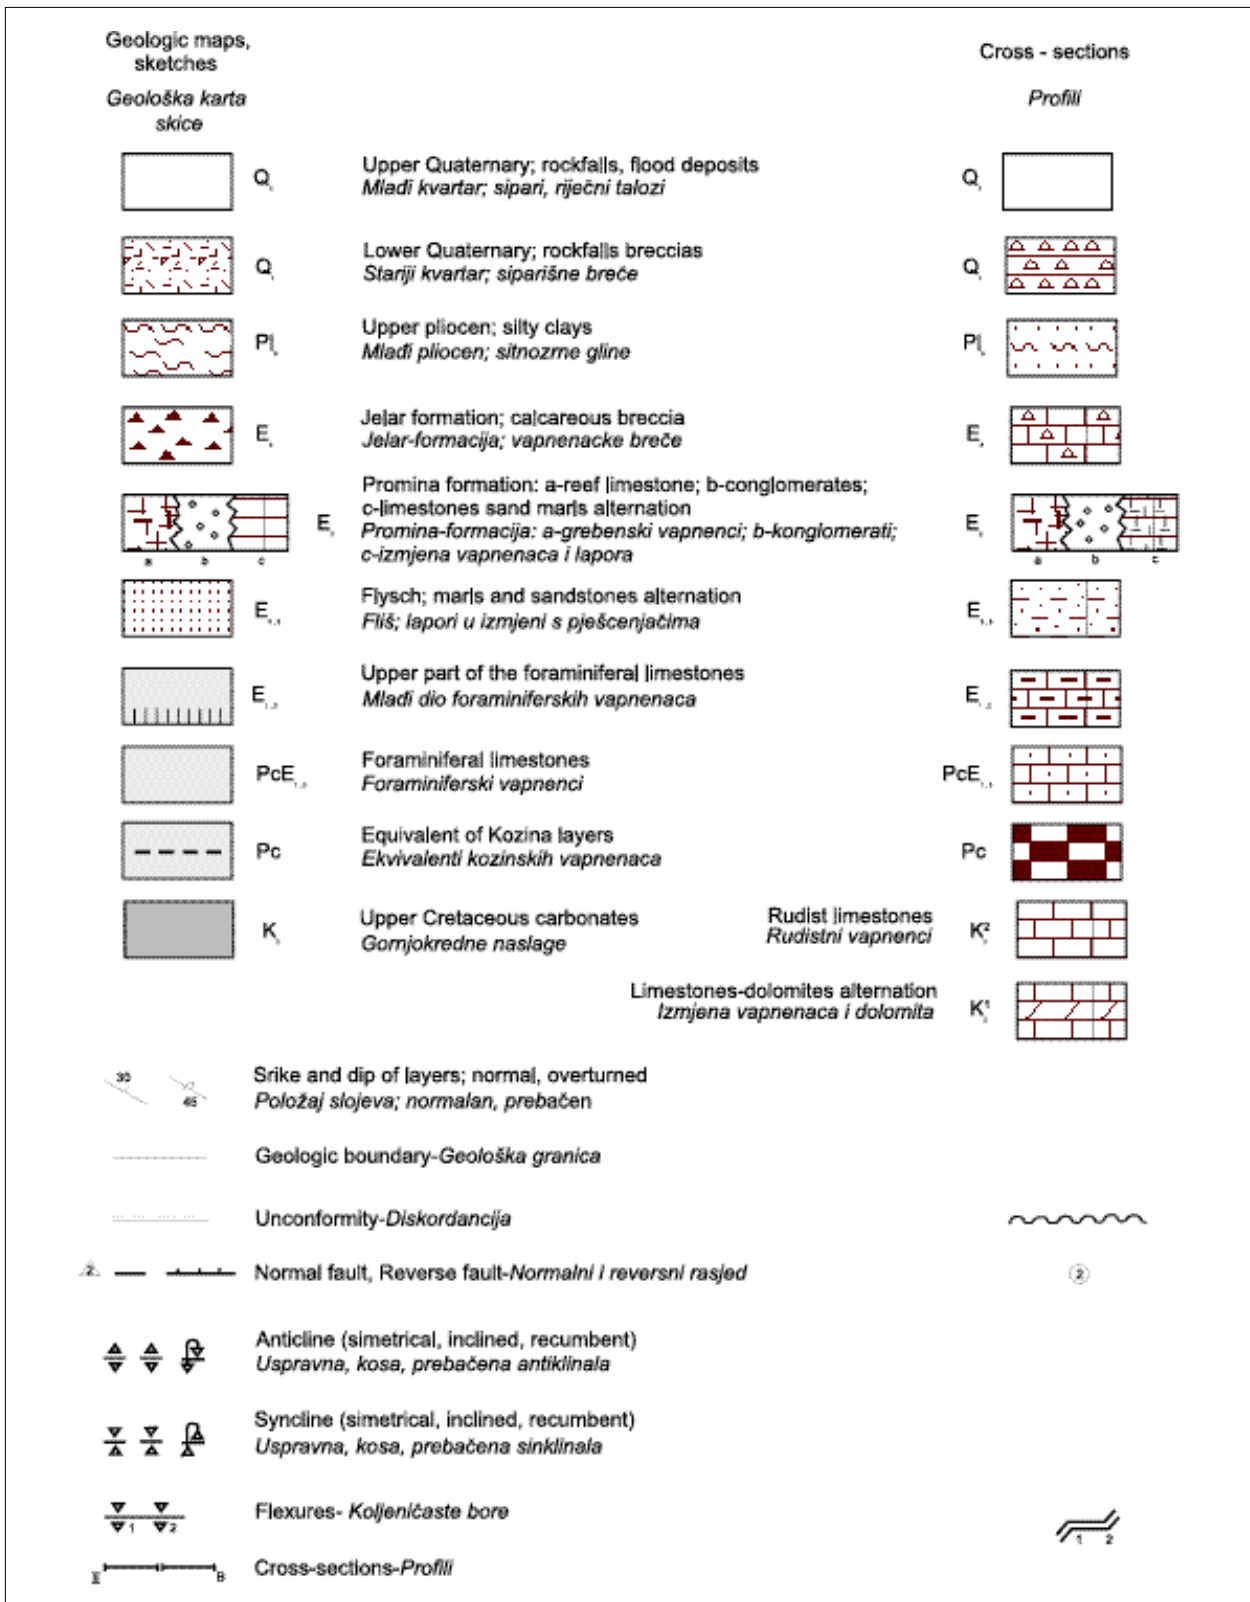 Geologic maps,
sketches
Geološka karta
skice
Cross - sections
Profili
Q Upper Quaternary; rockfalls, flood deposits Q
Mlađi kvartar; sipari, riječni talozi
Q Lower Quaternary; rockfalls breccias Q
Stariji kvartar; siparišne breče
Pl Upper pliocen; silty clays Pl
Mlađi pliocen; sitnozrne gline
E Jelar formation; calcareous breccia E
Jelar-formacija; vapnenacke breče
Promina formation: a-reef limestone; b-conglomerates;
E c-limestones sand marls alternation E
Promina-formacija: a-grebenski vapnenci; b-konglomerati;
c-izmjena vapnenaca i lapora
a b c a b c
E Flysch; marls and sandstones alternation E
Fliš; lapori u izmjeni s pješcenjačima
E Upper part of the foraminiferal limestones E
Mlađi dio foraminiferskih vapnenaca
PcE Foraminiferal limestones PcE
Foraminiferski vapnenci
Pc Equivalent of Kozina layers Pc
Ekvivalenti kozinskih vapnenaca
K Upper Cretaceous carbonates
Gornjokredne naslage
Rudist limestones K²
Rudistni vapnenci
Limestones-dolomites alternation K¹
Izmjena vapnenaca i dolomita
30 45 Srike and dip of layers; normal, overturned
Položaj slojeva; normalan, prebačen
Geologic boundary-Geološka granica
Unconformity-Diskordancija
2 Normal fault, Reverse fault-Normalni i reversni rasjed 2
Anticline (simetrical, inclined, recumbent)
Uspravna, kosa, prebačena antiklinala
Syncline (simetrical, inclined, recumbent)
Uspravna, kosa, prebačena sinklinala
1 2 Flexures- Koljeničaste bore 1 2
B Cross-sections-Profili